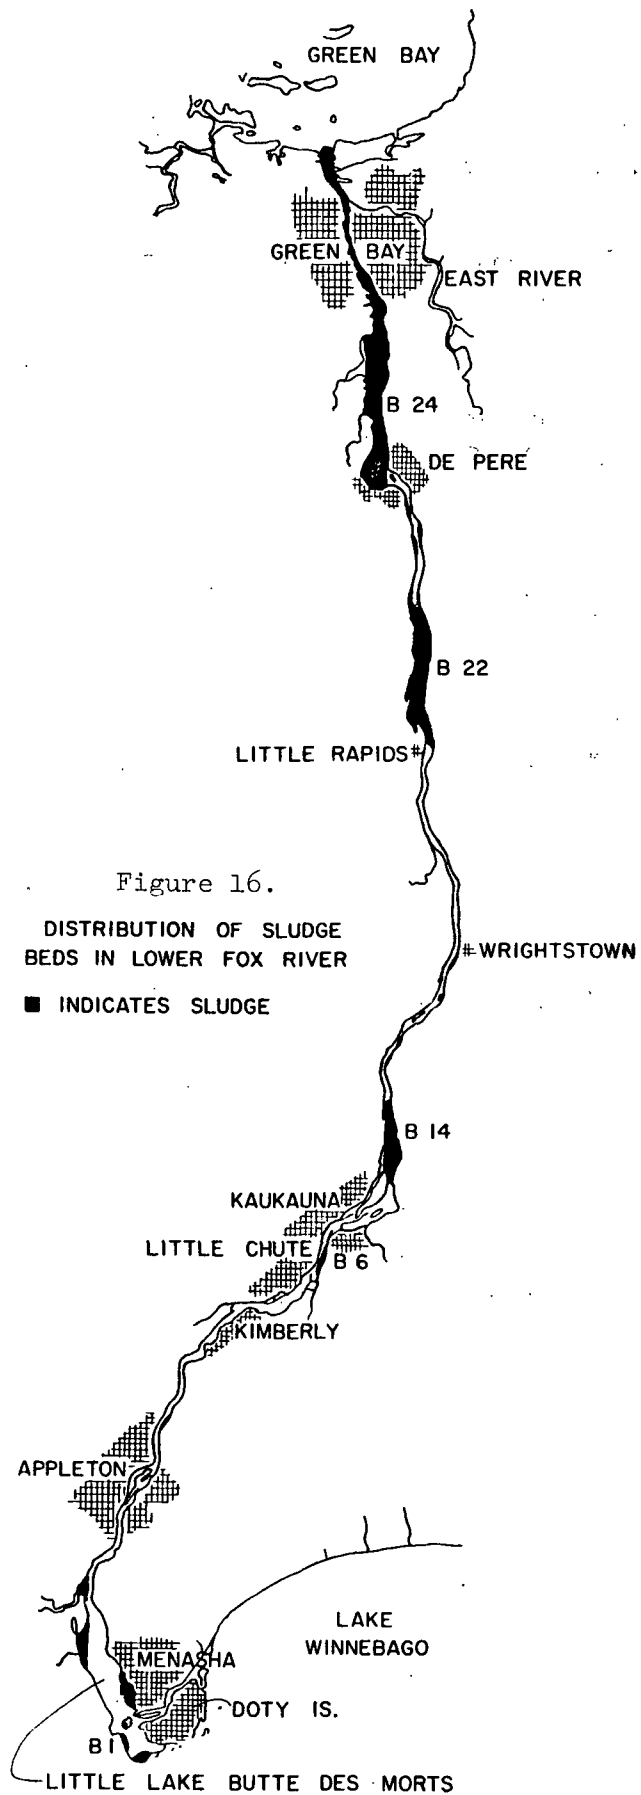 GREEN BAY
GREEN BAY
EAST RIVER
B 24
DE PERE
B 22
LITTLE RAPIDS
Figure 16.
DISTRIBUTION OF SLUDGE
BEDS IN LOWER FOX RIVER
INDICATES SLUDGE
WRIGHTSTOWN
B 14
KAUKAUNA
LITTLE CHUTE
B 6
KIMBERLY
APPLETON
LAKE
WINNEBAGO
MENASHA
DOTY IS.
B 1
LITTLE LAKE BUTTE DES MORTS